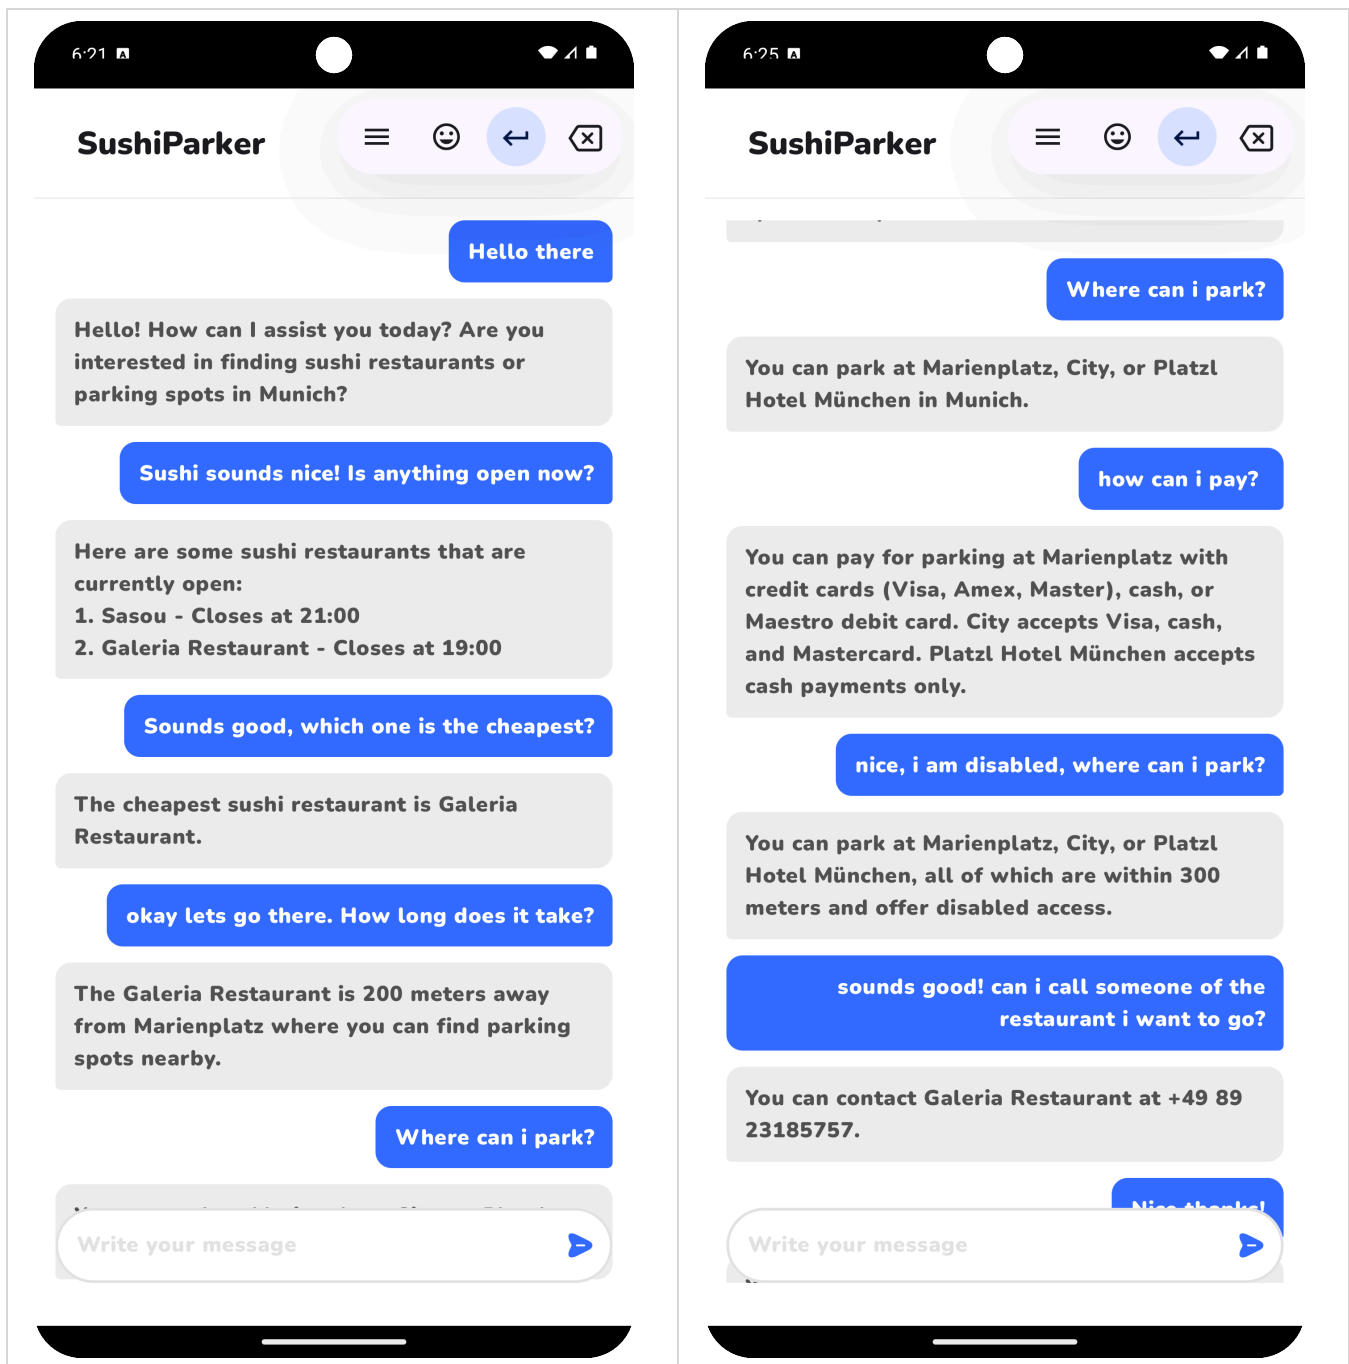 6:21
SushiParker
Hello there
Hello! How can I assist you today? Are you
interested in finding sushi restaurants or
parking spots in Munich?
Sushi sounds nice! Is anything open now?
Here are some sushi restaurants that are
currently open:
1. Sasou - Closes at 21:00
2. Galeria Restaurant - Closes at 19:00
Sounds good, which one is the cheapest?
The cheapest sushi restaurant is Galeria
Restaurant.
okay lets go there. How long does it take?
The Galeria Restaurant is 200 meters away
from Marienplatz where you can find parking
spots nearby.
Where can i park?
Write your message
6:25
SushiParker
Where can i park?
You can park at Marienplatz, City, or Platzl
Hotel München in Munich.
how can i pay?
You can pay for parking at Marienplatz with
credit cards (Visa, Amex, Master), cash, or
Maestro debit card. City accepts Visa, cash,
and Mastercard. Platzl Hotel München accepts
cash payments only.
nice, i am disabled, where can i park?
You can park at Marienplatz, City, or Platzl
Hotel München, all of which are within 300
meters and offer disabled access.
sounds good! can i call someone of the
restaurant i want to go?
You can contact Galeria Restaurant at +49 89
23185757.
Nice thanks!
Write your message